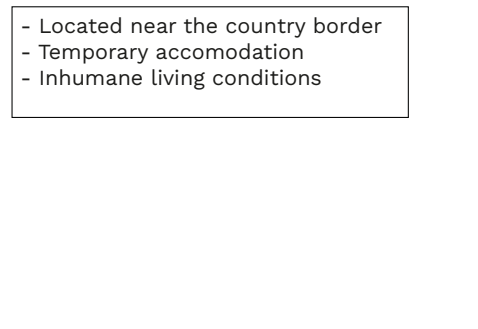 - Located near the country border
- Temporary accomodation
- Inhumane living conditions